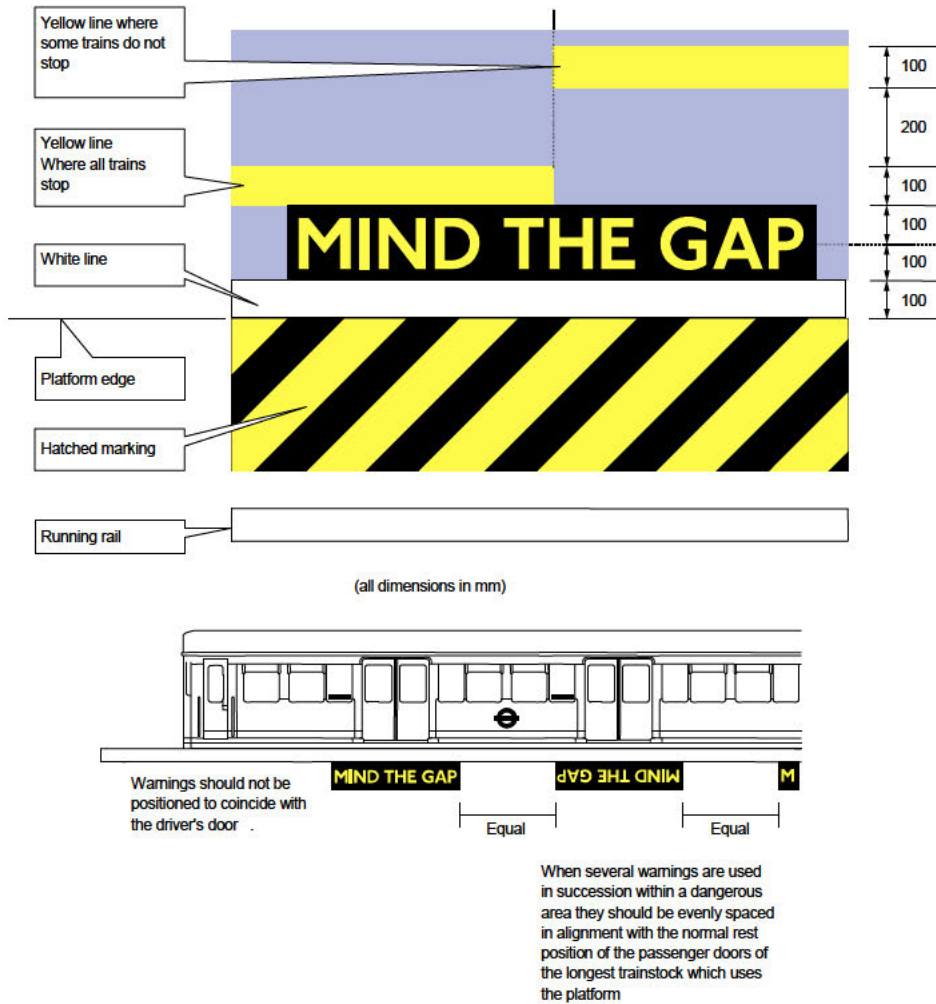 Yellow line where
some trains do not
stop
100
200
Yellow line
Where all trains
stop
100
MIND THE GAP
100
White line
100
100
Platform edge
Hatched marking
Running rail
(all dimensions in mm)
MIND THE GAP
MIND THE GAP
M
Warnings should not be
positioned to coincide with
the driver's door .
Equal
Equal
When several warnings are used
in succession within a dangerous
area they should be evenly spaced
in alignment with the normal rest
position of the passenger doors of
the longest trainstock which uses
the platform